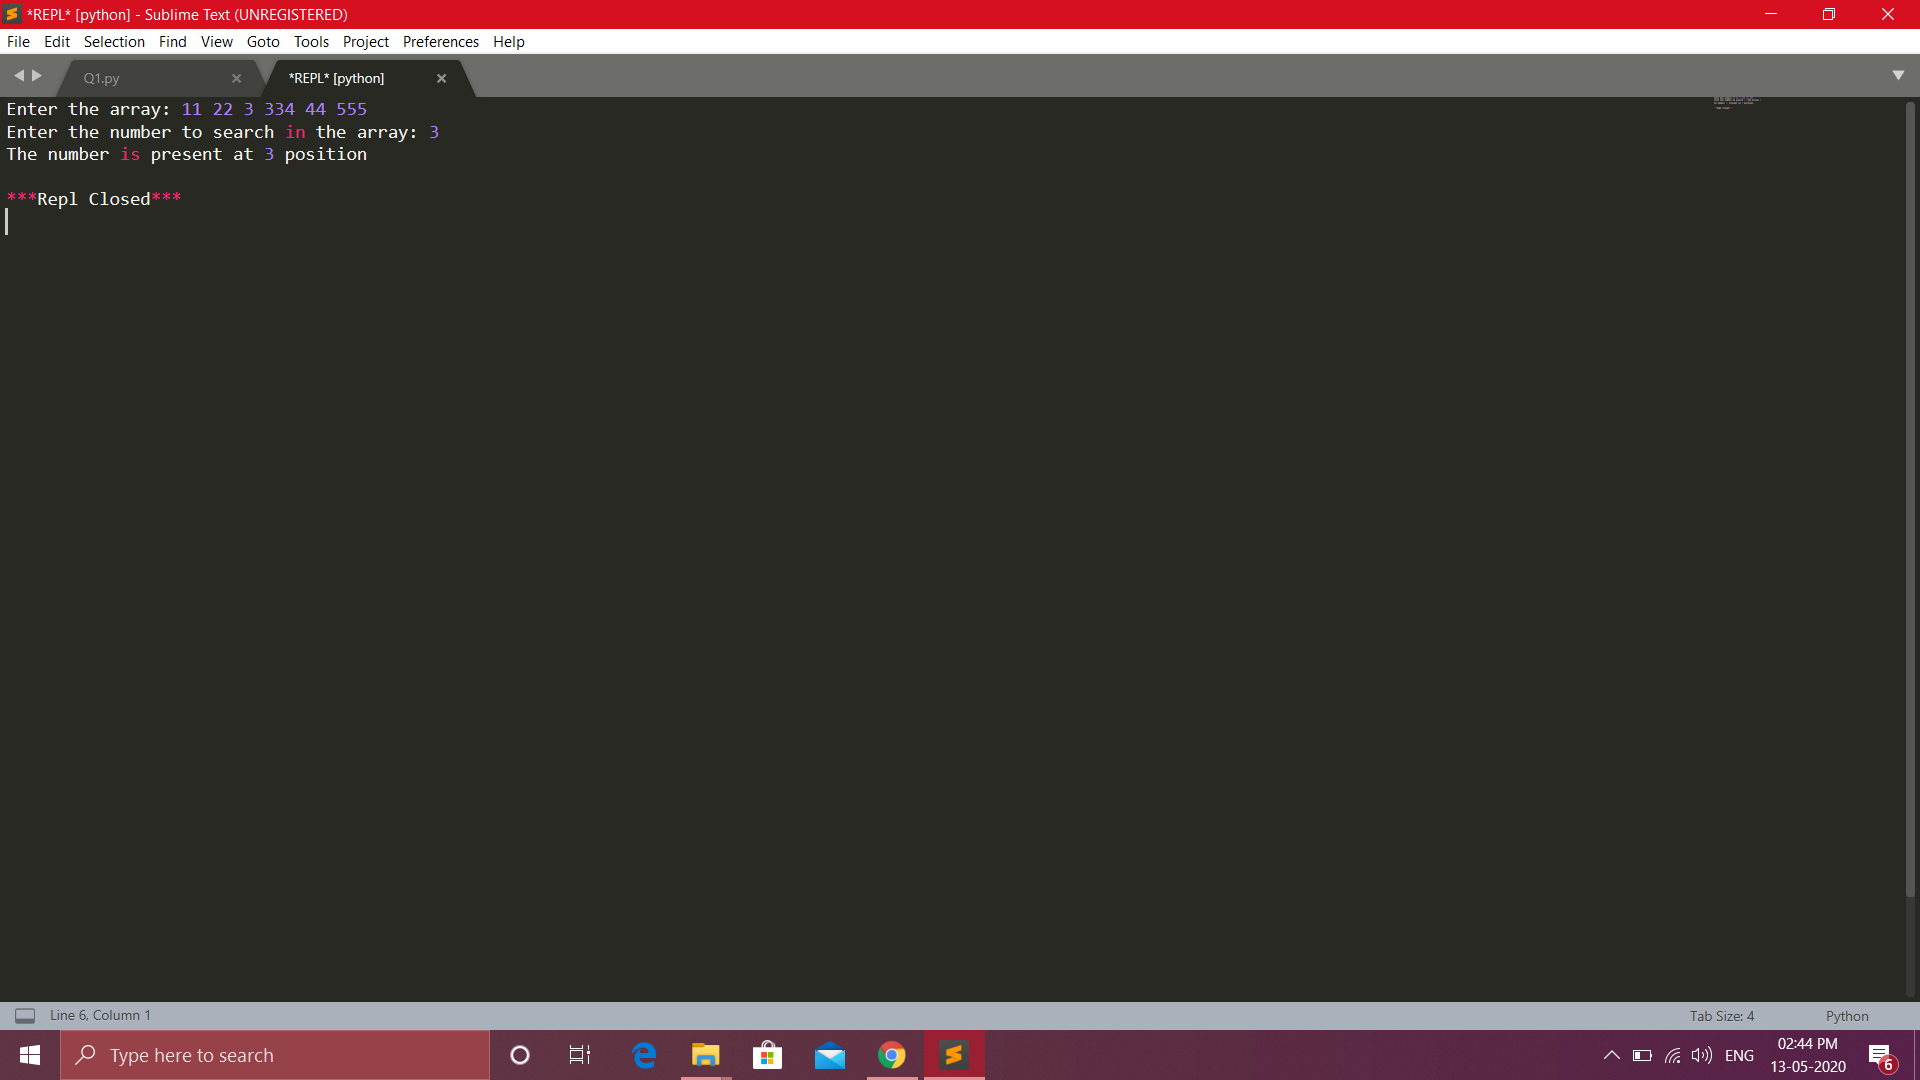 *REPL* [python] - Sublime Text (UNREGISTERED)
File Edit Selection Find View Goto Tools Project Preferences Help
Q1.py *REPL* [python]
Enter the array: 11 22 3 334 44 555
Enter the number to search in the array: 3
The number is present at 3 position
***Repl Closed***
Line 6, Column 1 Tab Size: 4 Python
Type here to search ENG 02:44 PM
13-05-2020 6